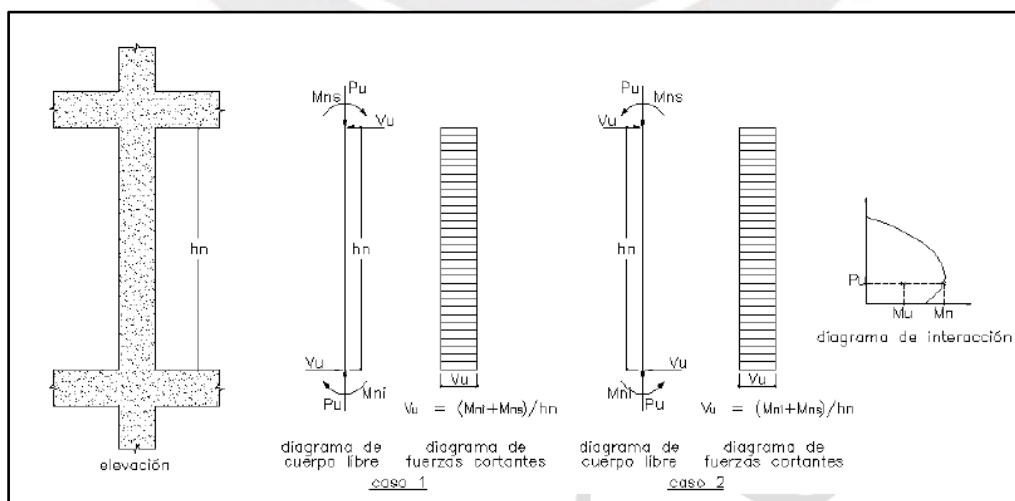 hn
elevación
Pu
Mns
Vu
hn
Vu
Mni
Pu
diagrama de
cuerpo libre
Vu
Vu = (Mni+Mns)/hn
diagrama de
fuerzas cortantes
caso 1
Pu
Mns
Vu
hn
Vu
Mni
Pu
diagrama de
cuerpo libre
Vu
Vu = (Mni+Mns)/hn
diagrama de
fuerzas cortantes
caso 2
Pu
Mu
Mn
diagrama de interacción